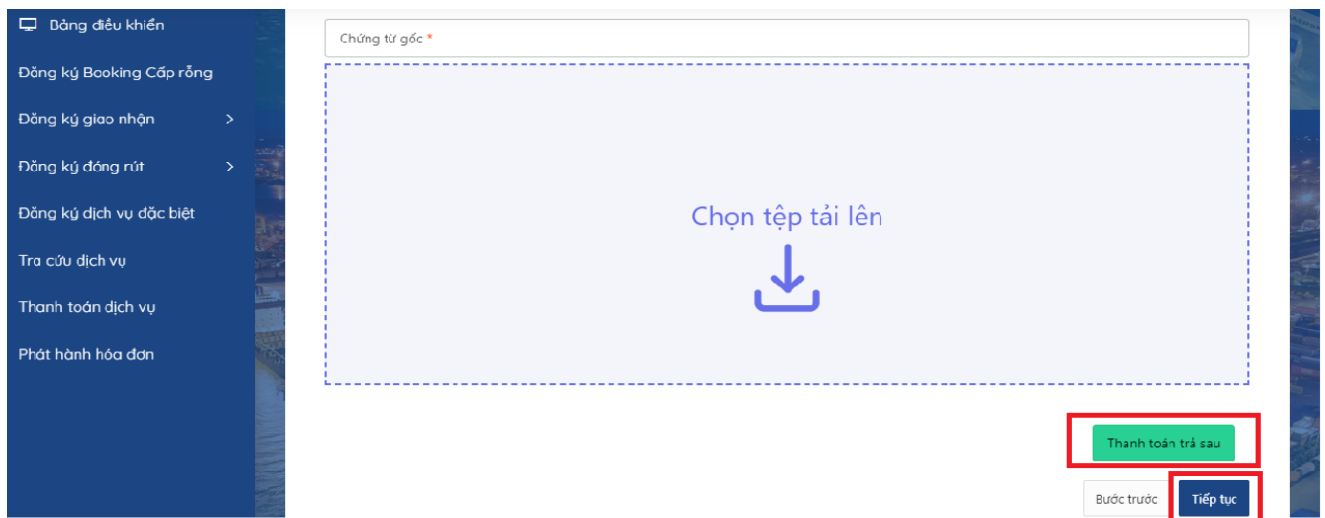 Bảng điều khiển
Đăng ký Booking Cấp rỗng
Đăng ký giao nhận
Đăng ký đóng rút
Đăng ký dịch vụ đặc biệt
Tra cứu dịch vụ
Thanh toán dịch vụ
Phát hành hóa đơn
Chứng từ gốc *
Chọn tệp tải lên
Thanh toán trả sau
Bước trước
Tiếp tục